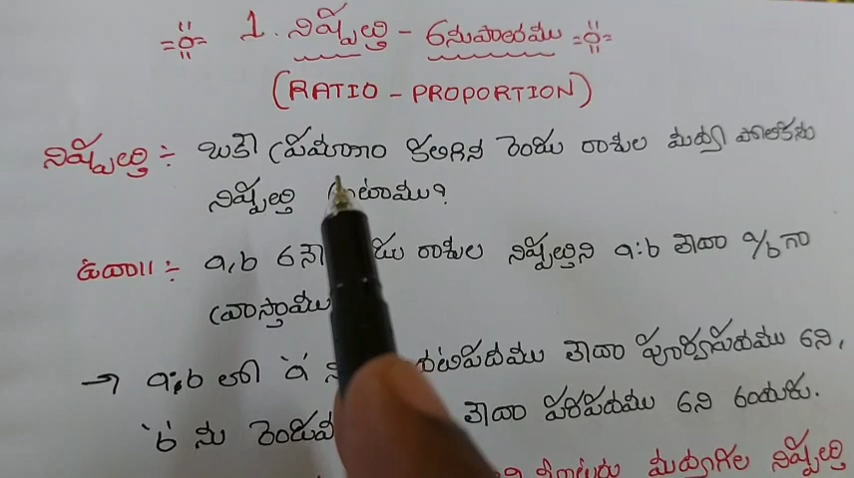 1. నిష్పత్తి - అనుపాతము
(RATIO - PROPORTION)
నిష్పత్తి ÷ ఒకే ప్రమాణం కలిగిన రెండు రాశుల మధ్య పోలికను
నిష్పత్తి అంటాము?
ఉదా॥ ÷ a,b అనే రాశుల నిష్పత్తిని a:b లేదా a/b గా
వ్రాస్తాము
→ a:b లో 'a' ని లేదా పూర్వపదము అని,
'b' ను లేదా పరపదము అని అందురు.
నిష్పత్తి